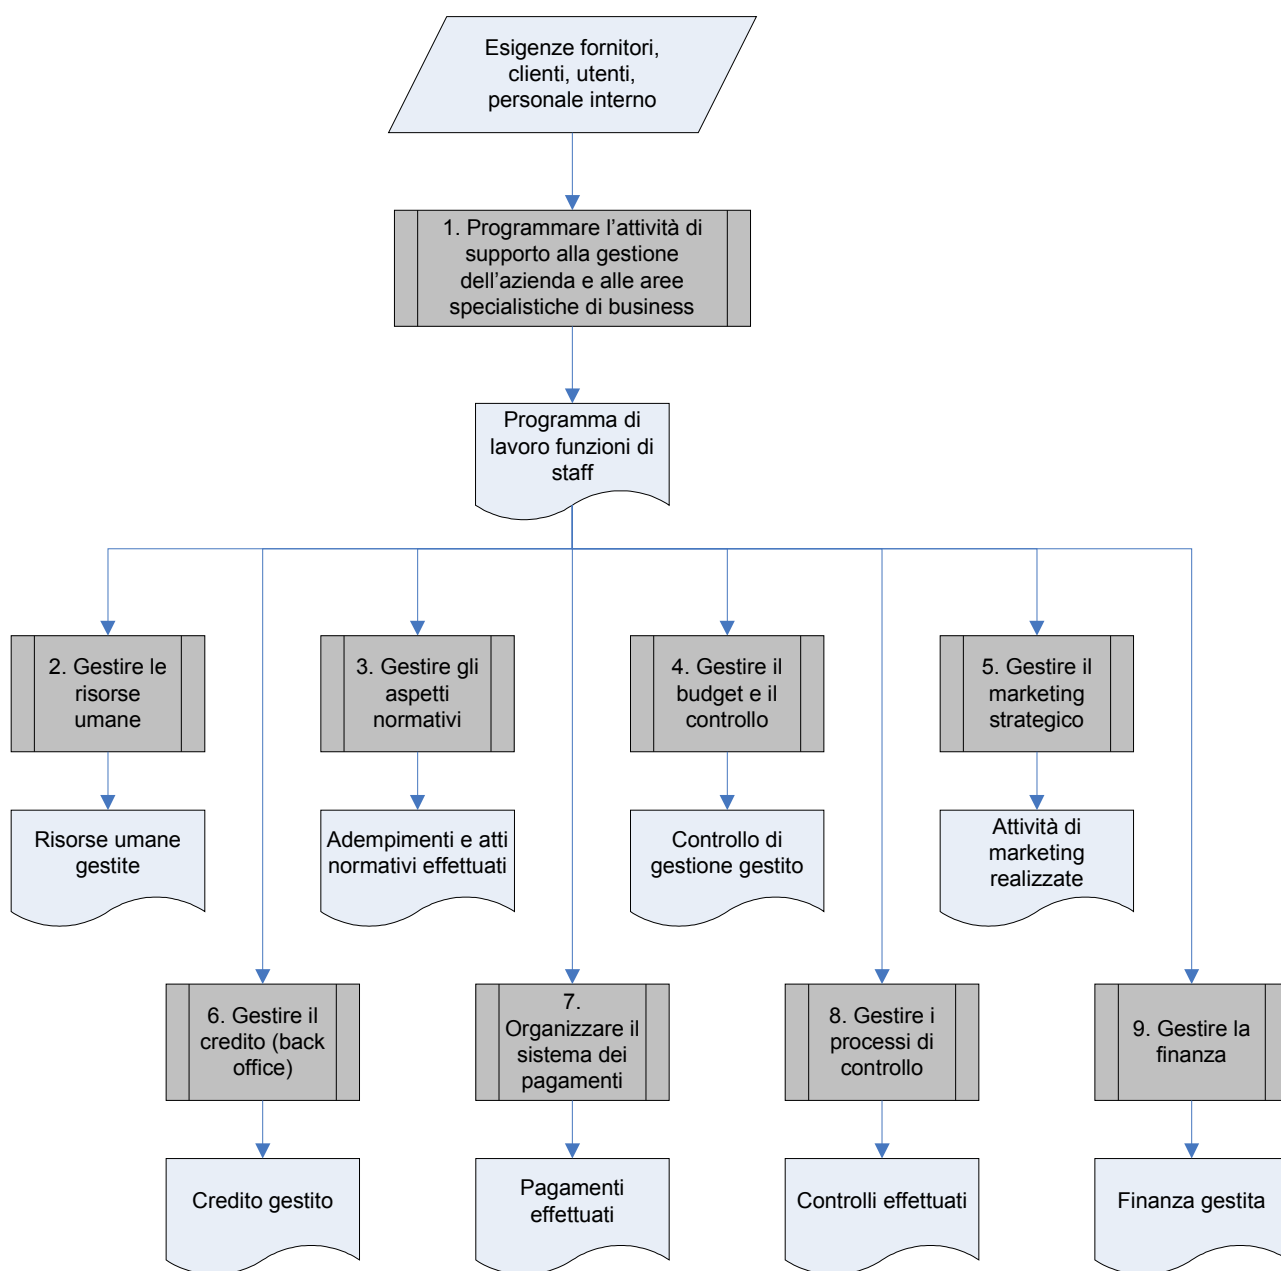 Esigenze fornitori,
clienti, utenti,
personale interno
1. Programmare l’attività di
supporto alla gestione
dell’azienda e alle aree
specialistiche di business
Programma di
lavoro funzioni di
staff
2. Gestire le
risorse
umane
3. Gestire gli
aspetti
normativi
4. Gestire il
budget e il
controllo
5. Gestire il
marketing
strategico
Risorse umane
gestite
Adempimenti e atti
normativi effettuati
Controllo di
gestione gestito
Attività di
marketing
realizzate
6. Gestire il
credito (back
office)
7.
Organizzare il
sistema dei
pagamenti
8. Gestire i
processi di
controllo
9. Gestire la
finanza
Credito gestito
Pagamenti
effettuati
Controlli effettuati
Finanza gestita